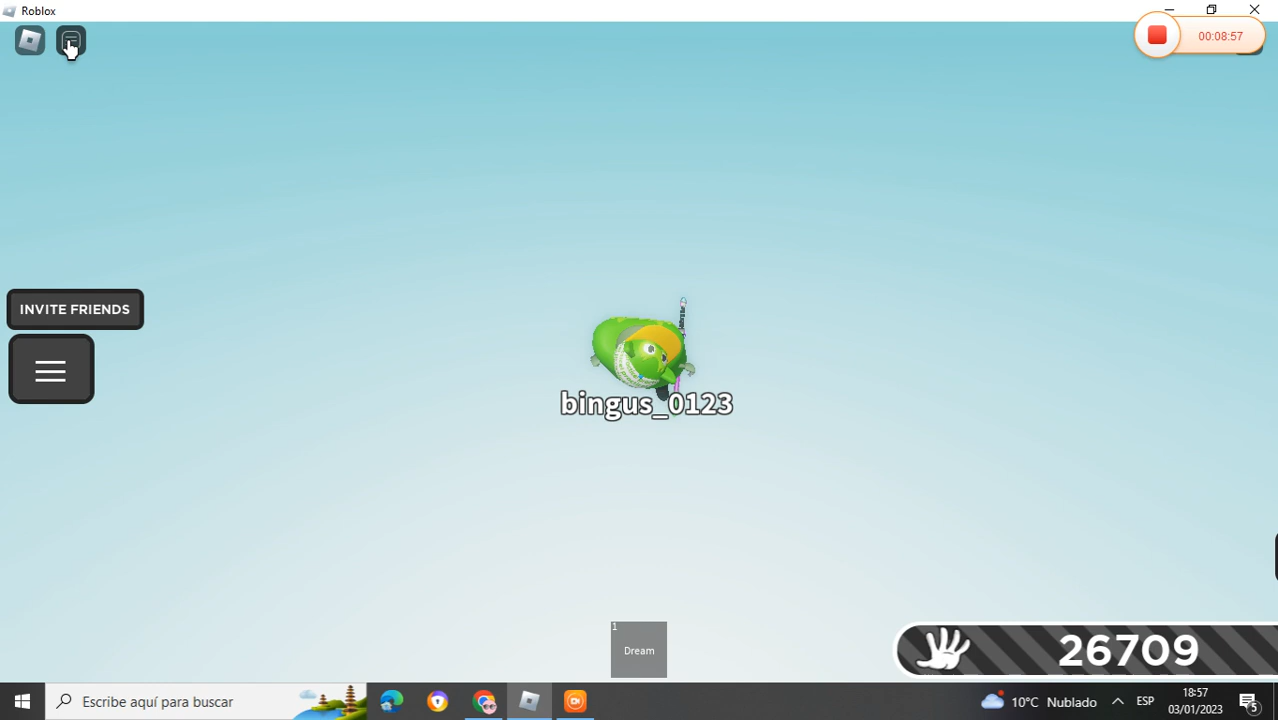 Roblox
00:08:57
INVITE FRIENDS
bingus_0123
1
Dream
26709
Escribe aquí para buscar
10°C Nublado
ESP
18:57
03/01/2023
5